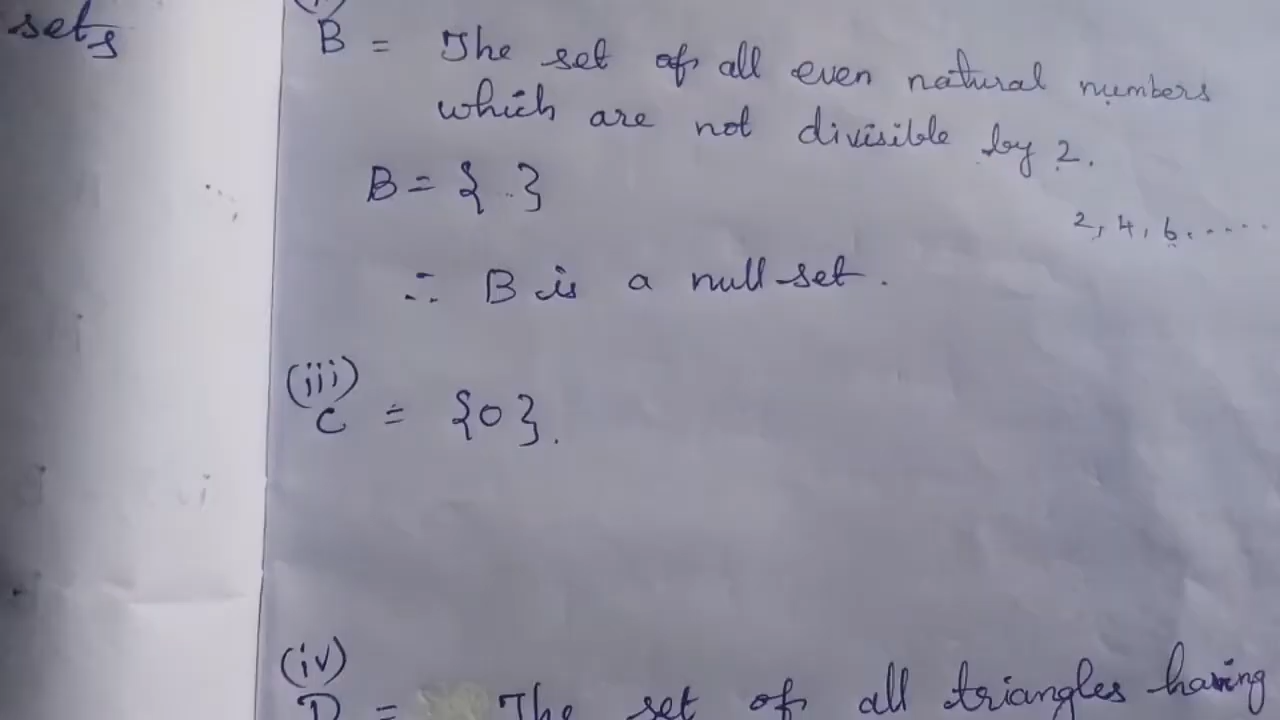 sets
B = The set of all even natural numbers
which are not divisible by 2.
B = { }
2, 4, 6.....
∴ B is a null set.
(iii)
C = {0}.
(iv)
D = The set of all triangles having